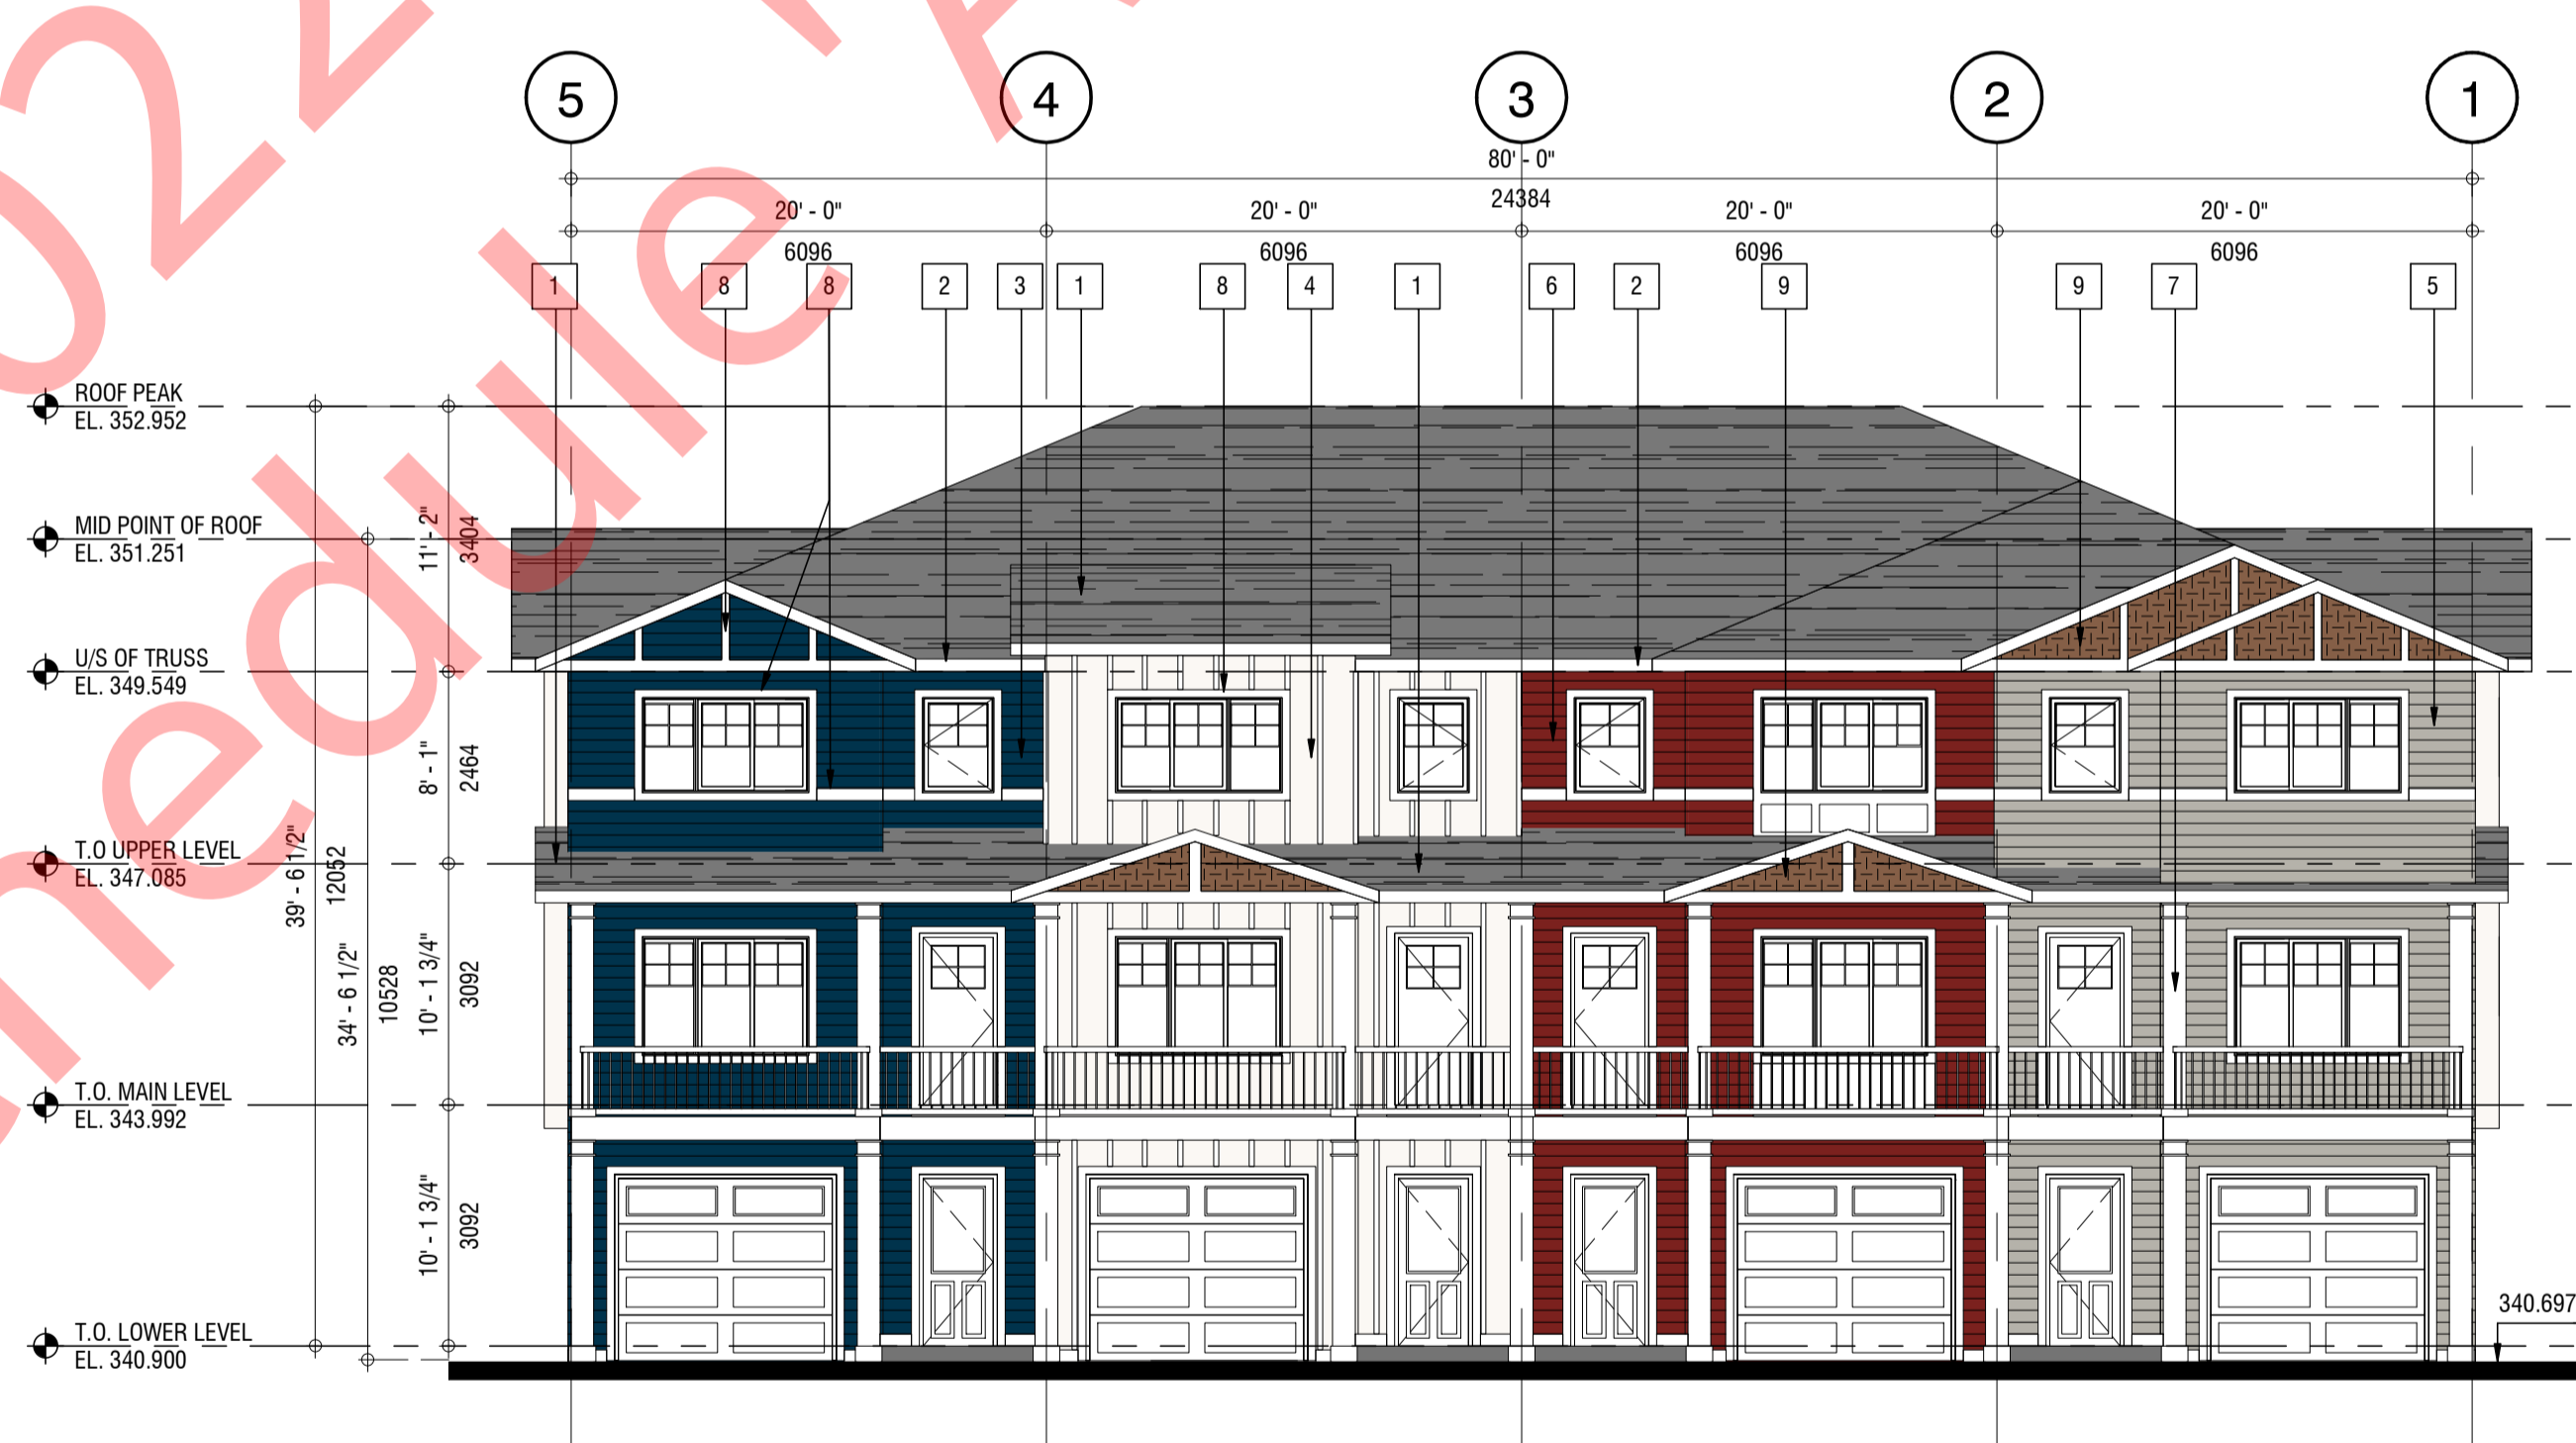 02
Schedule A
5 4 3 2 1
80' - 0"
24384
20' - 0" 20' - 0" 20' - 0" 20' - 0"
6096 6096 6096 6096
1 8 8 2 3 1 8 4 1 6 2 9 9 7 5
ROOF PEAK
EL. 352.952
MID POINT OF ROOF
EL. 351.251
U/S OF TRUSS
EL. 349.549
T.O UPPER LEVEL
EL. 347.085
T.O. MAIN LEVEL
EL. 343.992
T.O. LOWER LEVEL
EL. 340.900
39' - 6 1/2"
12052
34' - 6 1/2"
10528
11' - 2"
3404
8' - 1"
2464
10' - 1 3/4"
3092
10' - 1 3/4"
3092
340.697